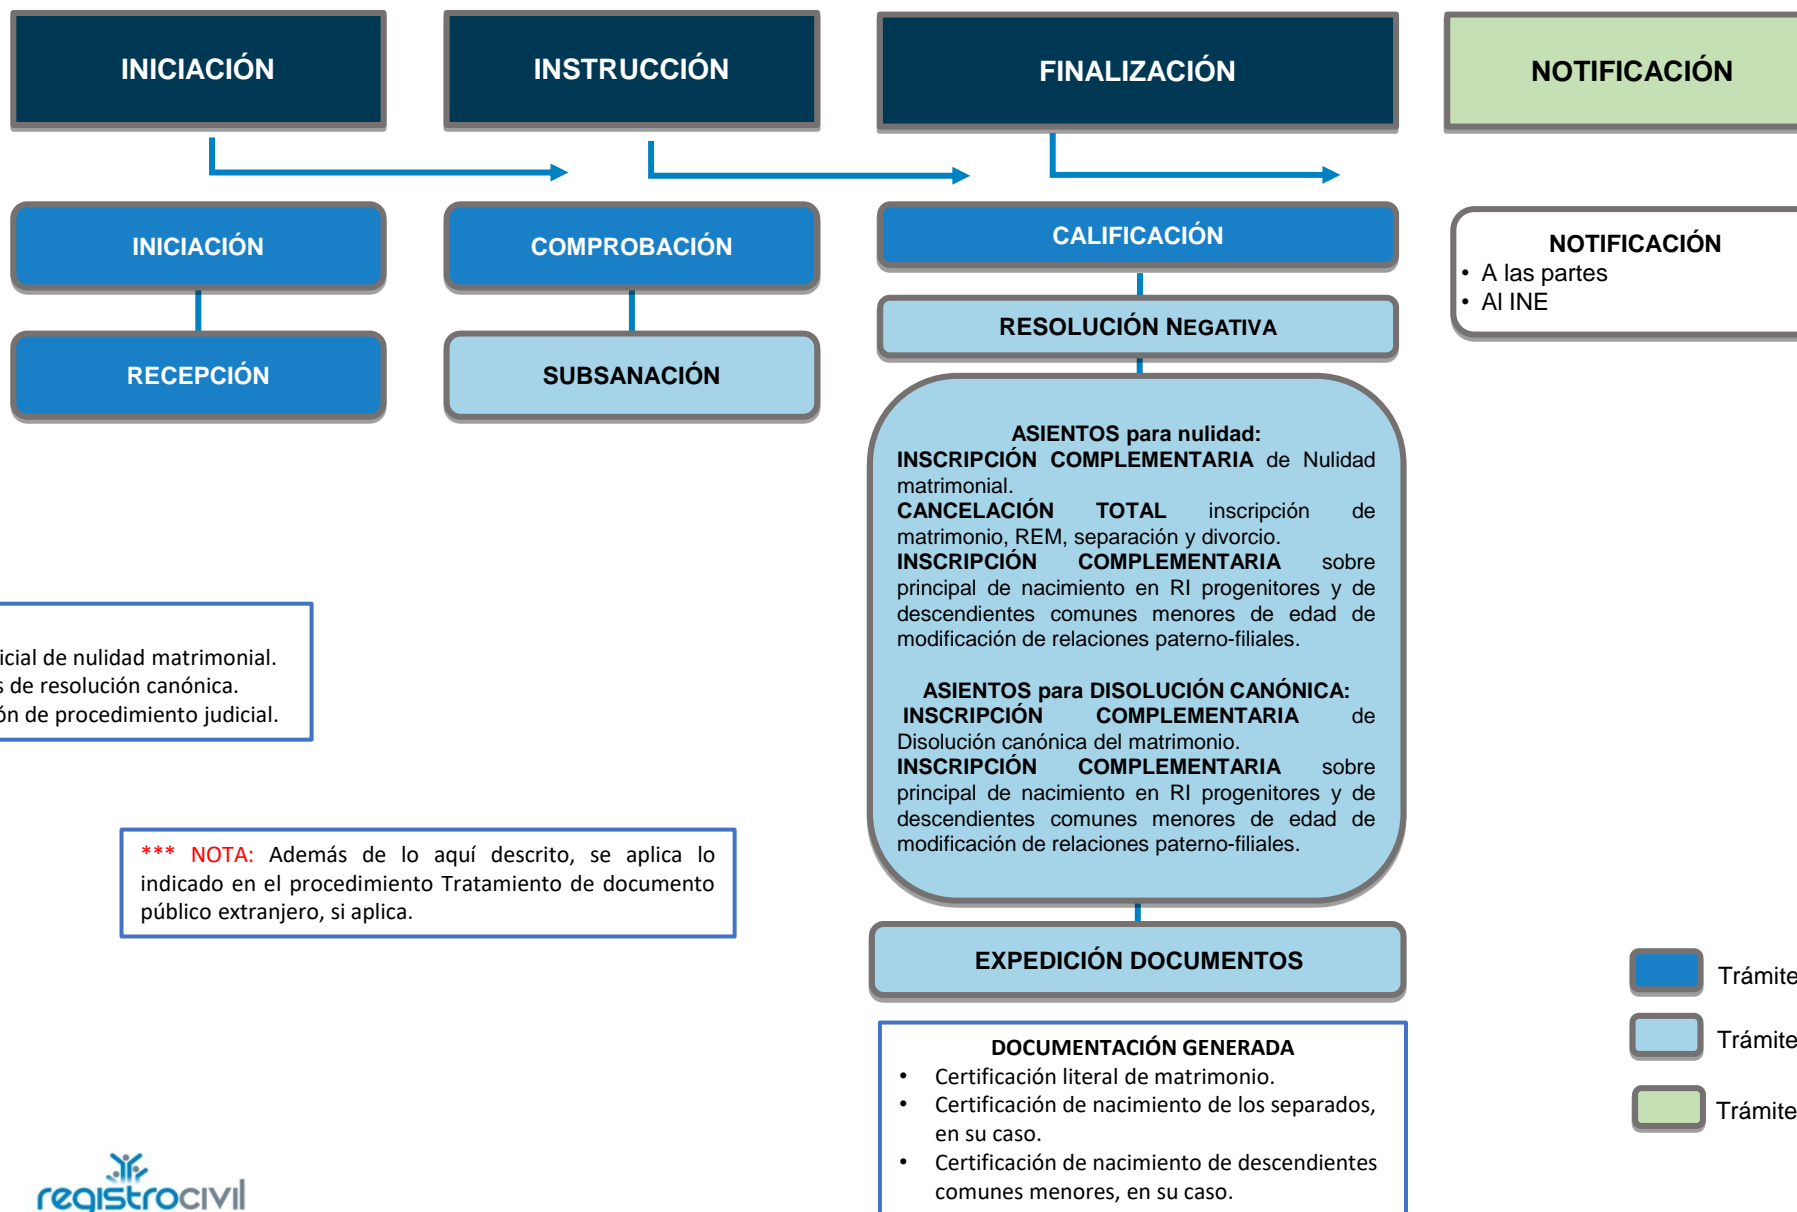 INICIACIÓN
INSTRUCCIÓN
FINALIZACIÓN
NOTIFICACIÓN
INICIACIÓN
RECEPCIÓN
COMPROBACIÓN
SUBSANACIÓN
CALIFICACIÓN
RESOLUCIÓN NEGATIVA
ASIENTOS para nulidad:
INSCRIPCIÓN COMPLEMENTARIA de Nulidad
matrimonial.
CANCELACIÓN TOTAL inscripción de
matrimonio, REM, separación y divorcio.
INSCRIPCIÓN COMPLEMENTARIA sobre
principal de nacimiento en RI progenitores y de
descendientes comunes menores de edad de
modificación de relaciones paterno-filiales.
ASIENTOS para DISOLUCIÓN CANÓNICA:
INSCRIPCIÓN COMPLEMENTARIA de
Disolución canónica del matrimonio.
INSCRIPCIÓN COMPLEMENTARIA sobre
principal de nacimiento en RI progenitores y de
descendientes comunes menores de edad de
modificación de relaciones paterno-filiales.
EXPEDICIÓN DOCUMENTOS
DOCUMENTACIÓN GENERADA
• Certificación literal de matrimonio.
• Certificación de nacimiento de los separados,
en su caso.
• Certificación de nacimiento de descendientes
comunes menores, en su caso.
NOTIFICACIÓN
• A las partes
• Al INE
icial de nulidad matrimonial.
s de resolución canónica.
ón de procedimiento judicial.
*** NOTA: Además de lo aquí descrito, se aplica lo
indicado en el procedimiento Tratamiento de documento
público extranjero, si aplica.
Trámite
Trámite
Trámite
registrocivil